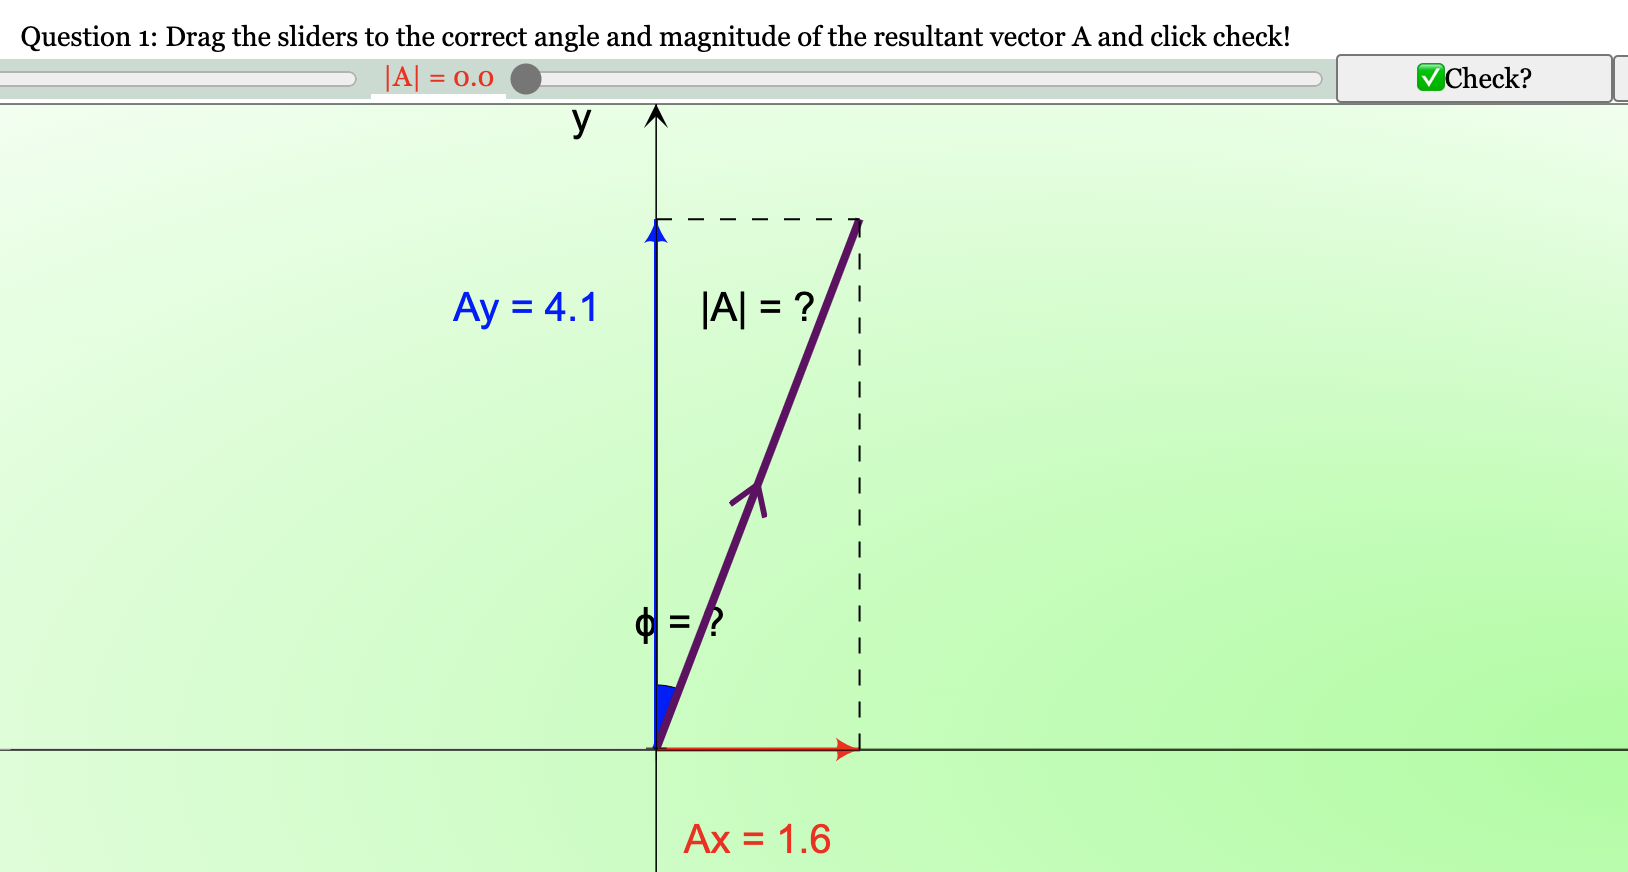 Question 1: Drag the sliders to the correct angle and magnitude of the resultant vector A and click check!
|A| = 0.0
✅Check?
y
Ay = 4.1
|A| = ?
ϕ = ?
Ax = 1.6